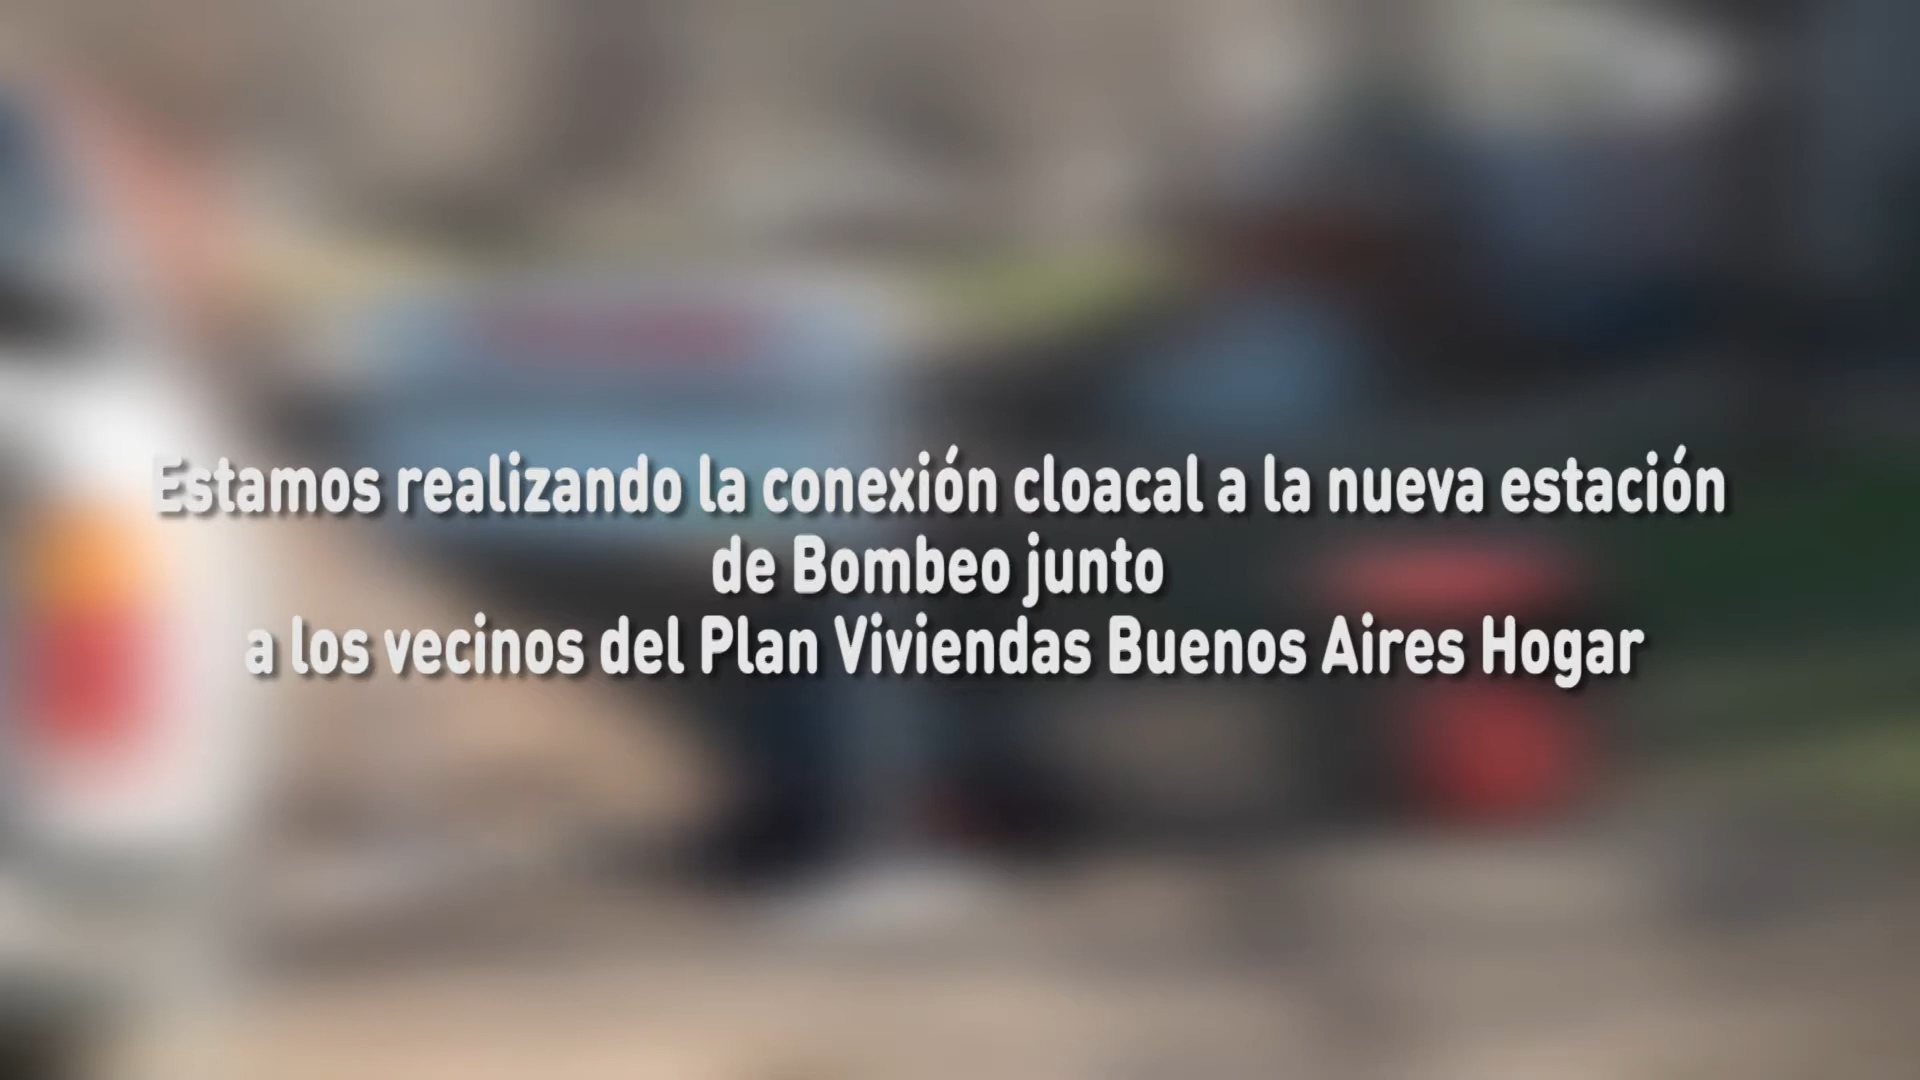 Estamos realizando la conexión cloacal a la nueva estación
de Bombeo junto
a los vecinos del Plan Viviendas Buenos Aires Hogar